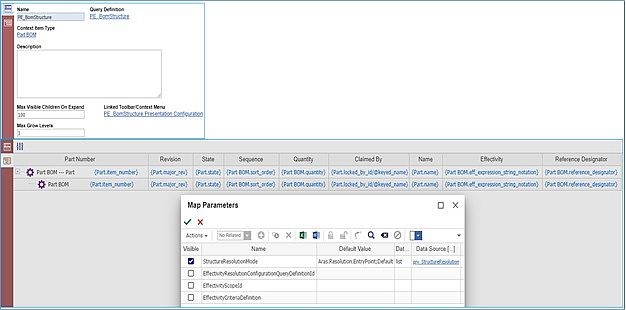 Name Query Definition
PE_BomStructure PE_BomStructure
Context Item Type
Part BOM
Description
Max Visible Children On Expand Linked Toolbar/Context Menu
100 PE_BomStructure Presentation Configuration
Max Grow Levels
3
Part Number Revision State Sequence Quantity Claimed By Name Effectivity Reference Designator
Part BOM --- Part {Part.item_number} {Part.major_rev} {Part.state} {Part BOM.sort_order} {Part BOM.quantity} {Part.locked_by_id/@keyed_name} {Part.name} {Part BOM.eff_expression_string_notation} {Part BOM.reference_designator}
Part BOM {Part.item_number} {Part.major_rev} {Part.state} {Part BOM.sort_order} {Part BOM.quantity} {Part.locked_by_id/@keyed_name} {Part.name} {Part BOM.eff_expression_string_notation} {Part BOM.reference_designator}
Map Parameters
Actions No Related
Visible Name Default Value Dat... Data Source [...]
StructureResolutionMode Aras.Resolution.EntryPoint;Default list StructureResolution
EffectivityResolutionConfigurationQueryDefinitionId
EffectivityScopeId
EffectivityCriteriaDefinition